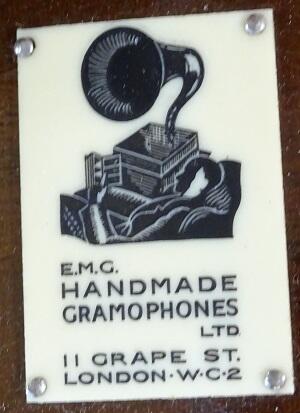 E.M.G.
HANDMADE
GRAMOPHONES
LTD
11 GRAPE ST.
LONDON·W·C·2